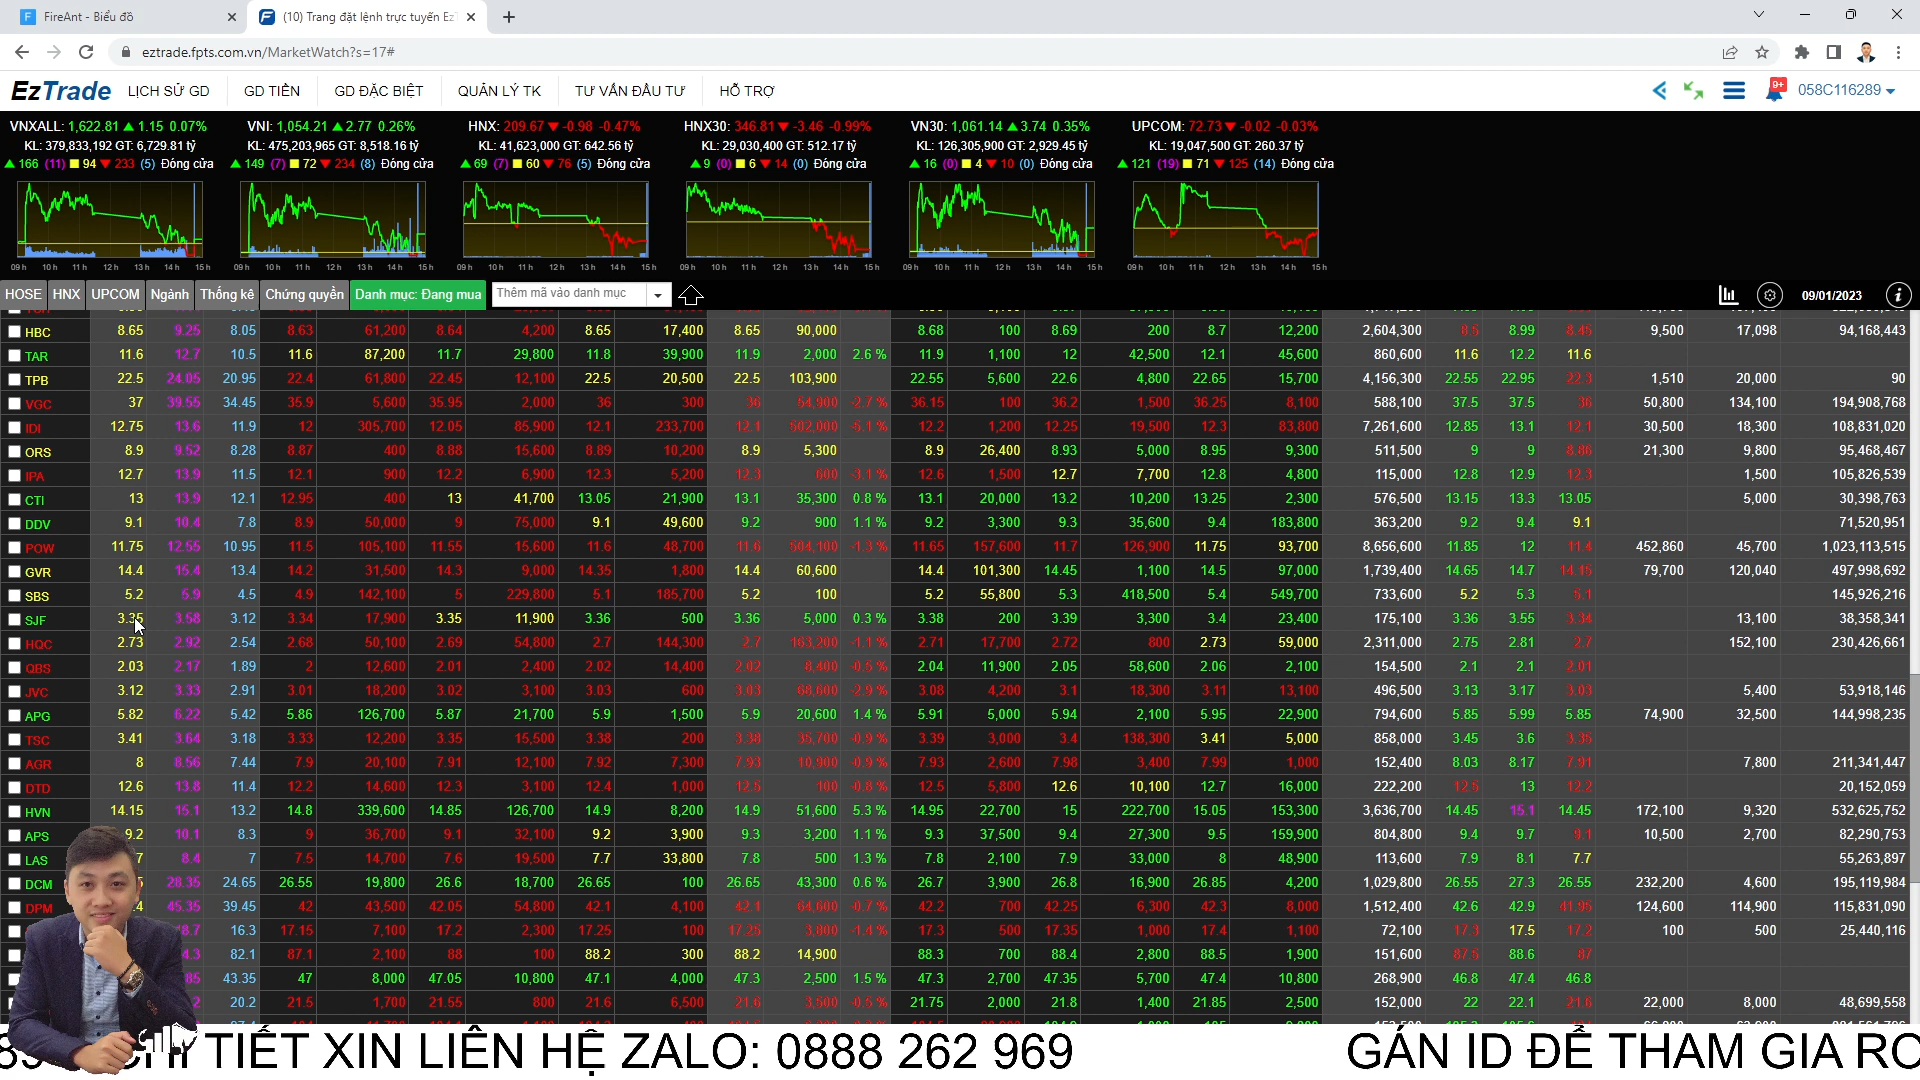 FireAnt - Biểu đồ
(10) Trang đặt lệnh trực tuyến Ez
eztrade.fpts.com.vn/MarketWatch?s=17#
EzTrade LỊCH SỬ GD GD TIỀN GD ĐẶC BIỆT QUẢN LÝ TK TƯ VẤN ĐẦU TƯ HỖ TRỢ 9+ 058C116289
VNXALL: 1,622.81 ▲ 1.15 0.07% VNI: 1,054.21 ▲ 2.77 0.26% HNX: 209.67 ▼ -0.98 -0.47% HNX30: 346.81 ▼ -3.46 -0.99% VN30: 1,061.14 ▲ 3.74 0.35% UPCOM: 72.73 ▼ -0.02 -0.03%
KL: 379,833,192 GT: 6,729.81 tỷ KL: 475,203,965 GT: 8,518.16 tỷ KL: 41,623,000 GT: 642.56 tỷ KL: 29,030,400 GT: 512.17 tỷ KL: 126,305,900 GT: 2,929.45 tỷ KL: 19,047,500 GT: 260.37 tỷ
▲ 166 (11) ■ 94 ▼ 233 (5) Đóng cửa ▲ 149 (7) ■ 72 ▼ 234 (8) Đóng cửa ▲ 69 (7) ■ 60 ▼ 76 (5) Đóng cửa ▲ 9 (0) ■ 6 ▼ 14 (0) Đóng cửa ▲ 16 (0) ■ 4 ▼ 10 (0) Đóng cửa ▲ 121 (19) ■ 71 ▼ 125 (14) Đóng cửa
09h 10h 11h 12h 13h 14h 15h 09h 10h 11h 12h 13h 14h 15h 09h 10h 11h 12h 13h 14h 15h 09h 10h 11h 12h 13h 14h 15h 09h 10h 11h 12h 13h 14h 15h 09h 10h 11h 12h 13h 14h 15h
HOSE HNX UPCOM Ngành Thống kê Chứng quyền Danh mục: Đang mua Thêm mã vào danh mục 09/01/2023
HBC 8.65 9.25 8.05 8.63 61,200 8.64 4,200 8.65 17,400 8.65 90,000 8.68 100 8.69 200 8.7 12,200 2,604,300 8.5 8.99 8.45 9,500 17,098 94,168,443
TAR 11.6 12.7 10.5 11.6 87,200 11.7 29,800 11.8 39,900 11.9 2,000 2.6 % 11.9 1,100 12 42,500 12.1 45,600 860,600 11.6 12.2 11.6
TPB 22.5 24.05 20.95 22.4 61,800 22.45 12,100 22.5 20,500 22.5 103,900 22.55 5,600 22.6 4,800 22.65 15,700 4,156,300 22.55 22.95 22.3 1,510 20,000 90
VGC 37 39.55 34.45 35.9 5,600 35.95 2,000 36 300 36 54,900 -2.7 % 36.15 100 36.2 1,500 36.25 8,100 588,100 37.5 37.5 36 50,800 134,100 194,908,768
IDI 12.75 13.6 11.9 12 305,700 12.05 85,900 12.1 233,700 12.1 502,000 -5.1 % 12.2 1,200 12.25 19,500 12.3 83,800 7,261,600 12.85 13.1 12.1 30,500 18,300 108,831,020
ORS 8.9 9.52 8.28 8.87 400 8.88 15,600 8.89 10,200 8.9 5,300 8.9 26,400 8.93 5,000 8.95 9,300 511,500 9 9 8.86 21,300 9,800 95,468,467
IPA 12.7 13.9 11.5 12.1 900 12.2 6,900 12.3 5,200 12.3 600 -3.1 % 12.6 1,500 12.7 7,700 12.8 4,800 115,000 12.8 12.9 12.3 1,500 105,826,539
CTI 13 13.9 12.1 12.95 400 13 41,700 13.05 21,900 13.1 35,300 0.8 % 13.1 20,000 13.2 10,200 13.25 2,300 576,500 13.15 13.3 13.05 5,000 30,398,763
DDV 9.1 10.4 7.8 8.9 50,000 9 75,000 9.1 49,600 9.2 900 1.1 % 9.2 3,300 9.3 35,600 9.4 183,800 363,200 9.2 9.4 9.1 71,520,951
POW 11.75 12.55 10.95 11.5 105,100 11.55 15,600 11.6 48,700 11.6 504,100 -1.3 % 11.65 157,600 11.7 126,900 11.75 93,700 8,656,600 11.85 12 11.4 452,860 45,700 1,023,113,515
GVR 14.4 15.4 13.4 14.2 31,500 14.3 9,000 14.35 1,800 14.4 60,600 14.4 101,300 14.45 1,100 14.5 97,000 1,739,400 14.65 14.7 14.15 79,700 120,040 497,998,692
SBS 5.2 5.9 4.5 4.9 142,100 5 229,800 5.1 185,700 5.2 100 5.2 55,800 5.3 418,500 5.4 549,700 733,600 5.2 5.3 5.1 145,926,216
SJF 3.35 3.58 3.12 3.34 17,900 3.35 11,900 3.36 500 3.36 5,000 0.3 % 3.38 200 3.39 3,300 3.4 23,400 175,100 3.36 3.55 3.34 13,100 38,358,341
HQC 2.73 2.92 2.54 2.68 50,100 2.69 54,800 2.7 144,300 2.7 163,200 -1.1 % 2.71 17,700 2.72 800 2.73 59,000 2,311,000 2.75 2.81 2.7 152,100 230,426,661
QBS 2.03 2.17 1.89 2 12,600 2.01 2,400 2.02 14,400 2.02 8,400 -0.5 % 2.04 11,900 2.05 58,600 2.06 2,100 154,500 2.1 2.1 2.01
JVC 3.12 3.33 2.91 3.01 18,200 3.02 3,100 3.03 600 3.03 68,600 -2.9 % 3.08 4,200 3.1 18,300 3.11 13,100 496,500 3.13 3.17 3.03 5,400 53,918,146
APG 5.82 6.22 5.42 5.86 126,700 5.87 21,700 5.9 1,500 5.9 20,600 1.4 % 5.91 5,000 5.94 2,100 5.95 22,900 794,600 5.85 5.99 5.85 74,900 32,500 144,998,235
TSC 3.41 3.64 3.18 3.33 12,200 3.35 15,500 3.38 200 3.38 35,700 -0.9 % 3.39 3,000 3.4 138,300 3.41 5,000 858,000 3.45 3.6 3.35
AGR 8 8.56 7.44 7.9 20,100 7.91 12,100 7.92 7,300 7.93 10,900 -0.9 % 7.93 2,600 7.98 3,400 7.99 1,000 152,400 8.03 8.17 7.91 7,800 211,341,447
DTD 12.6 13.8 11.4 12.2 14,600 12.3 3,100 12.4 1,000 12.5 100 -0.8 % 12.5 5,800 12.6 10,100 12.7 16,000 222,200 12.5 13 12.2 20,152,059
HVN 14.15 15.1 13.2 14.8 339,600 14.85 126,700 14.9 8,200 14.9 51,600 5.3 % 14.95 22,700 15 222,700 15.05 153,300 3,636,700 14.45 15.1 14.45 172,100 9,320 532,625,752
APS 9.2 10.1 8.3 9 36,700 9.1 32,100 9.2 3,900 9.3 3,200 1.1 % 9.3 37,500 9.4 27,300 9.5 159,900 804,800 9.4 9.7 9.1 10,500 2,700 82,290,753
LAS 7 8.4 7 7.5 14,700 7.6 19,500 7.7 33,800 7.8 500 1.3 % 7.8 2,100 7.9 33,000 8 48,900 113,600 7.9 8.1 7.7 55,263,897
DCM 28.35 24.65 26.55 19,800 26.6 18,700 26.65 100 26.65 43,300 0.6 % 26.7 3,900 26.8 16,900 26.85 4,200 1,029,800 26.55 27.3 26.55 232,200 4,600 195,119,984
DPM 4 45.35 39.45 42 43,500 42.05 54,800 42.1 4,100 42.1 64,600 -0.7 % 42.2 700 42.25 6,300 42.3 8,000 1,512,400 42.6 42.9 41.95 124,600 114,900 115,831,090
8.7 16.3 17.15 7,100 17.2 2,300 17.25 100 17.25 3,800 -1.4 % 17.3 500 17.35 1,000 17.4 1,100 72,100 17.3 17.5 17.2 100 500 25,440,116
4.3 82.1 87.1 2,100 88 100 88.2 300 88.2 14,900 88.3 700 88.4 2,800 88.5 1,900 151,600 87.5 88.6 87
85 43.35 47 8,000 47.05 10,800 47.1 4,000 47.3 2,500 1.5 % 47.3 2,700 47.35 5,700 47.4 10,800 268,900 46.8 47.4 46.8
2 20.2 21.5 1,700 21.55 800 21.6 6,500 21.6 3,500 -0.5 % 21.75 2,000 21.8 1,400 21.85 2,500 152,000 22 22.1 21.6 22,000 8,000 48,699,558
TIẾT XIN LIÊN HỆ ZALO: 0888 262 969 GÁN ID ĐỂ THAM GIA RO